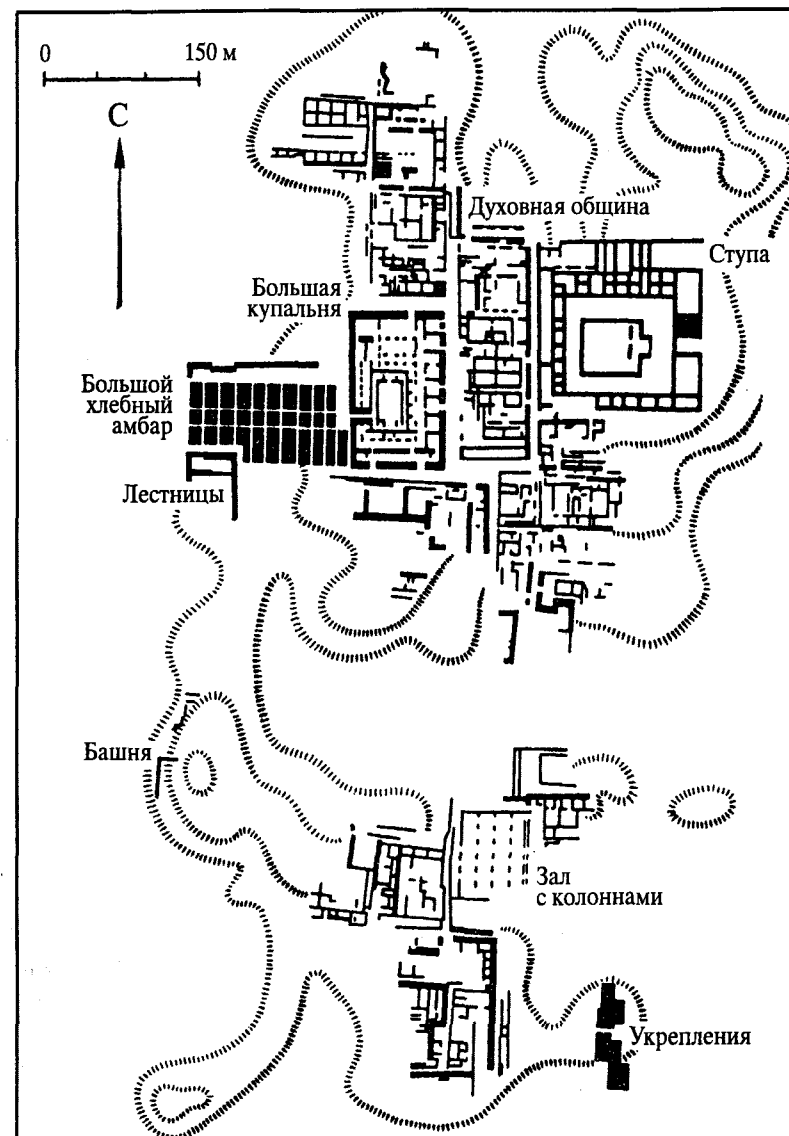 0 150 м
С
Духовная община
Ступа
Большая
купальня
Большой
хлебный
амбар
Лестницы
Башня
Зал
с колоннами
Укрепления